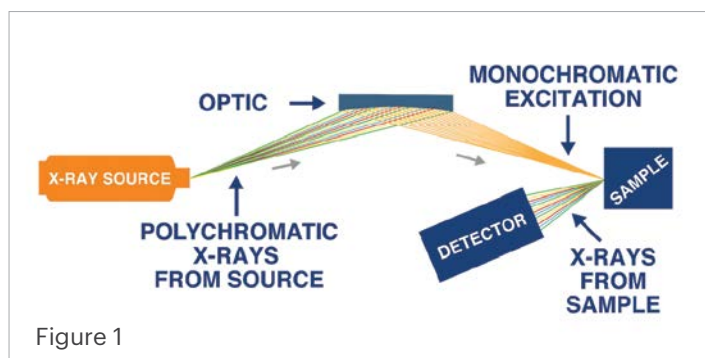 MONOCHROMATIC
EXCITATION
OPTIC
X-RAY SOURCE
SAMPLE
DETECTOR
POLYCHROMATIC
X-RAYS
FROM SOURCE
X-RAYS
FROM
SAMPLE
Figure 1